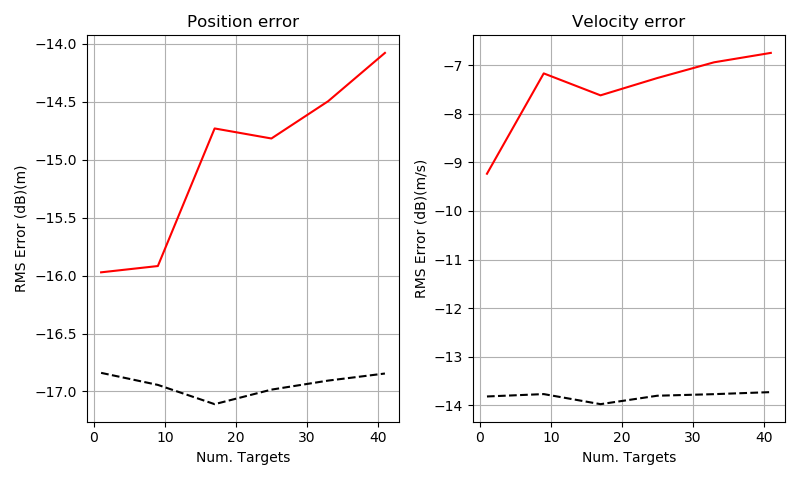 Position error
RMS Error (dB)(m)
−14.0
−14.5
−15.0
−15.5
−16.0
−16.5
−17.0
0 10 20 30 40
Num. Targets
Velocity error
RMS Error (dB)(m/s)
−7
−8
−9
−10
−11
−12
−13
−14
0 10 20 30 40
Num. Targets